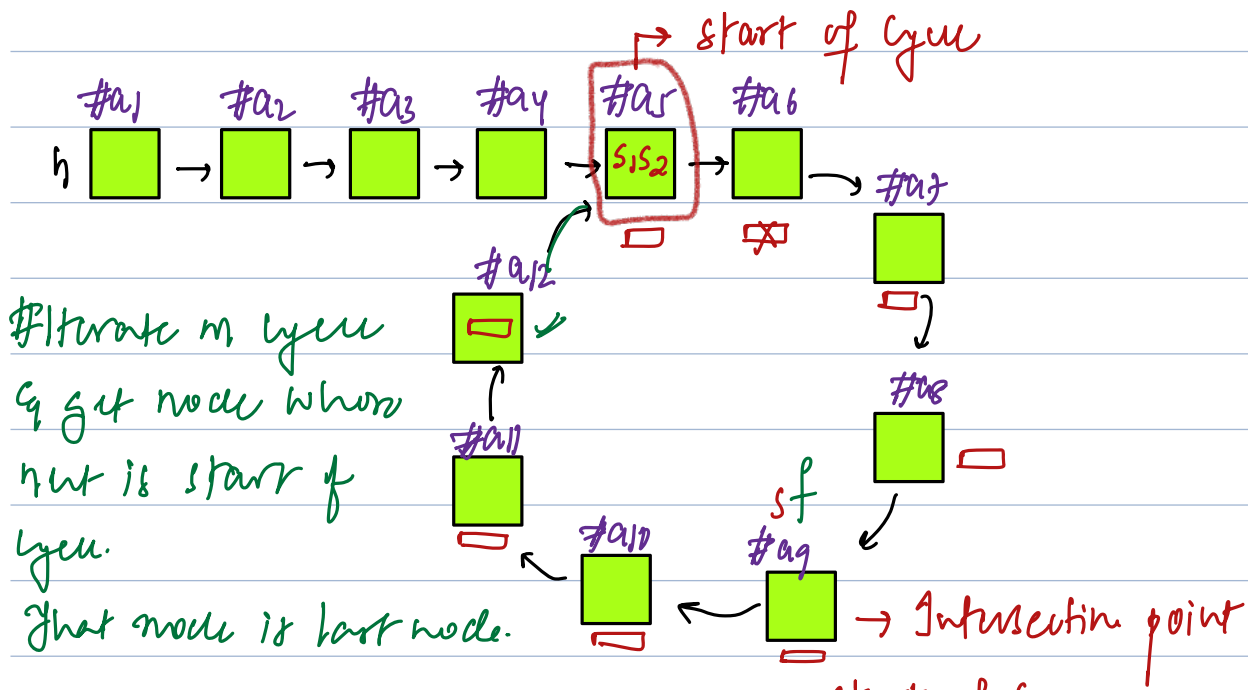 start of cycle
#a1 #a2 #a3 #a4 #a5 #a6
h
S1S2
#a7
#a12
#Iterate in cycle
& get node whose
next is start of
cycle.
That node is last node.
#a8
#a11
s f
#a10
#a9
Intersection point